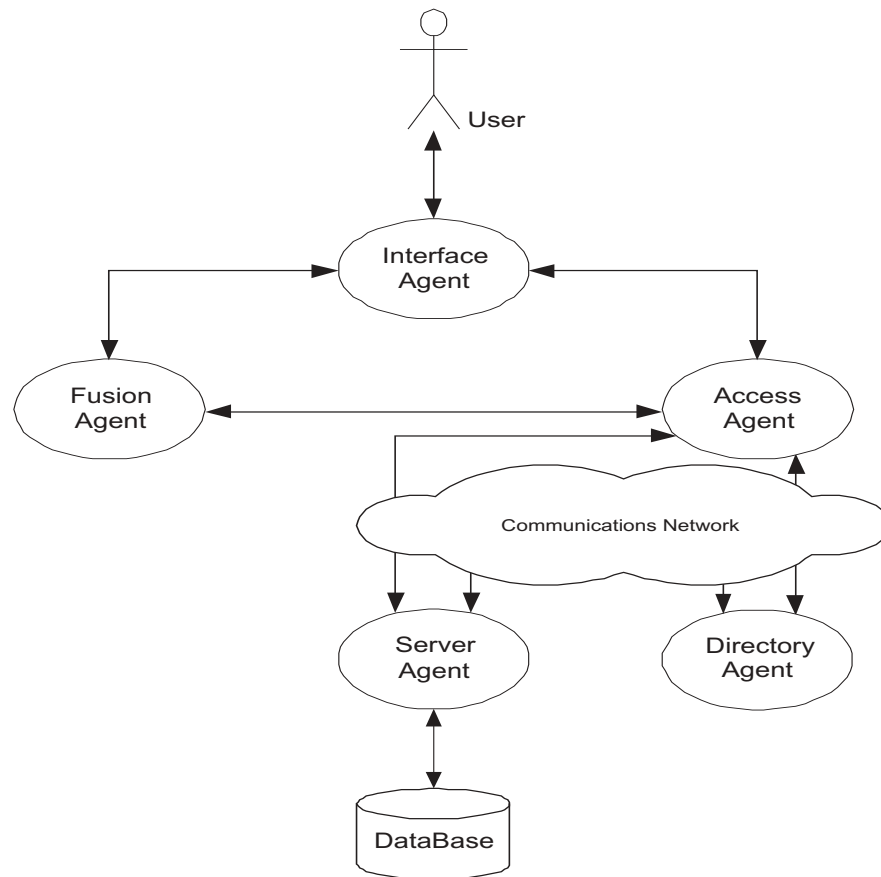 User
Interface
Agent
Fusion
Agent
Access
Agent
Communications Network
Server
Agent
Directory
Agent
DataBase